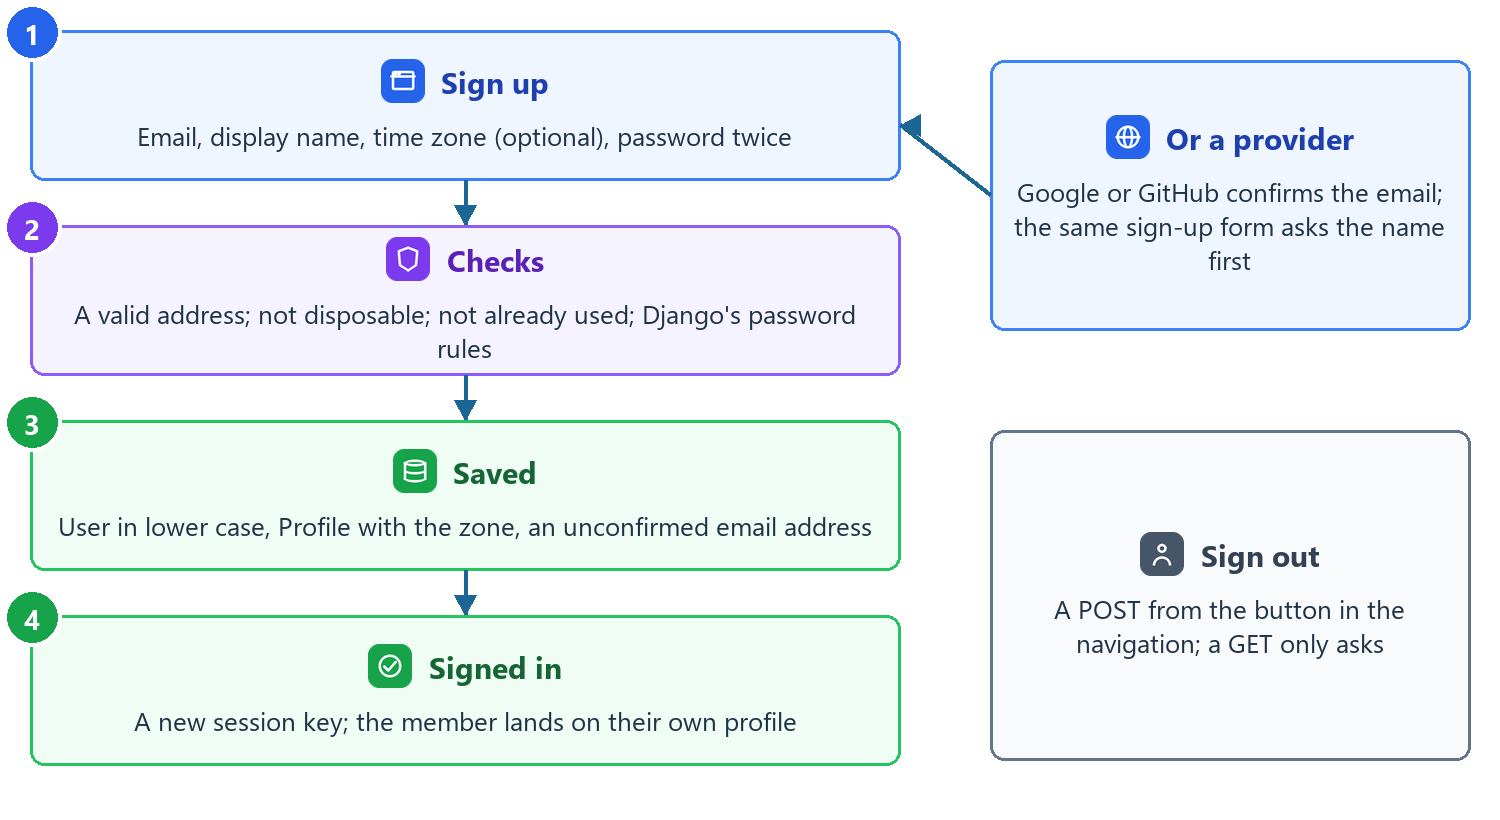 1
Sign up
Email, display name, time zone (optional), password twice
Or a provider
Google or GitHub confirms the email;
the same sign-up form asks the name
first
2
Checks
A valid address; not disposable; not already used; Django's password
rules
3
Saved
User in lower case, Profile with the zone, an unconfirmed email address
Sign out
A POST from the button in the
navigation; a GET only asks
4
Signed in
A new session key; the member lands on their own profile